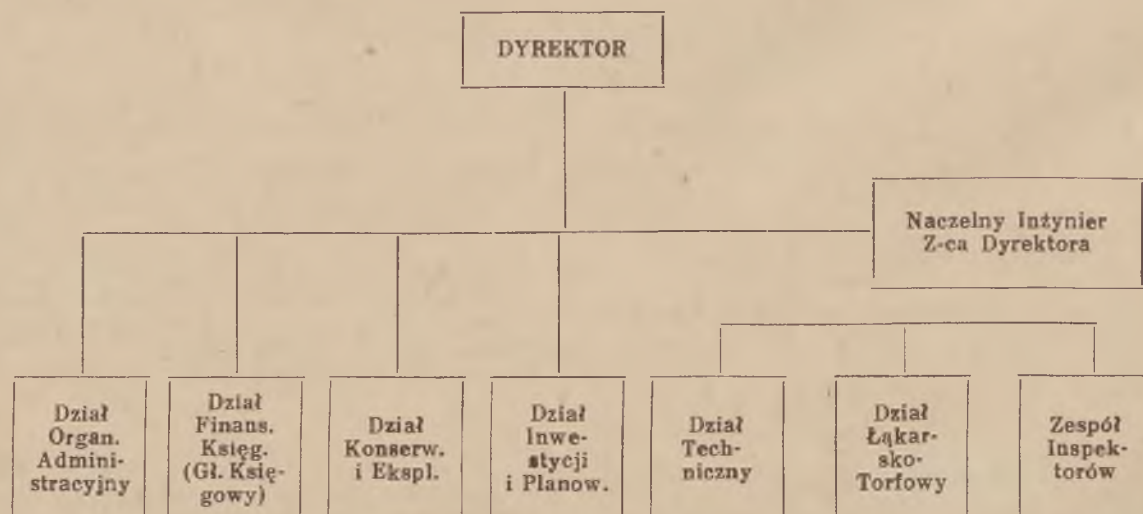 DYREKTOR
Naczelny Inżynier
Z-ca Dyrektora
Dział
Organ.
Admini-
stracyjny
Dział
Finans.
Księg.
(Gł. Księ-
gowy)
Dział
Konserw.
i Ekspl.
Dział
Inwe-
stycji
i Planow.
Dział
Tech-
niczny
Dział
Łąkar-
sko-
Torfowy
Zespół
Inspek-
torów